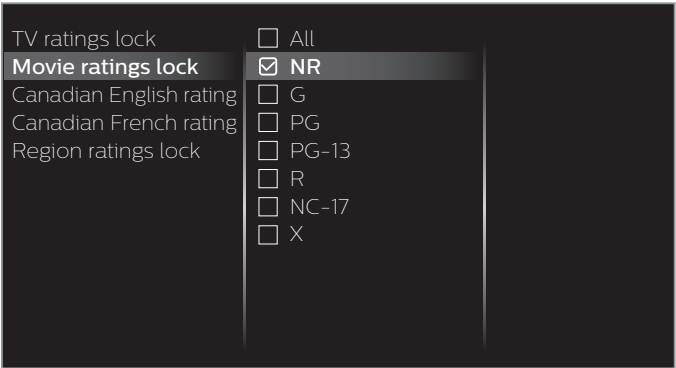 TV ratings lock
Movie ratings lock
Canadian English rating
Canadian French rating
Region ratings lock
All
NR
G
PG
PG-13
R
NC-17
X